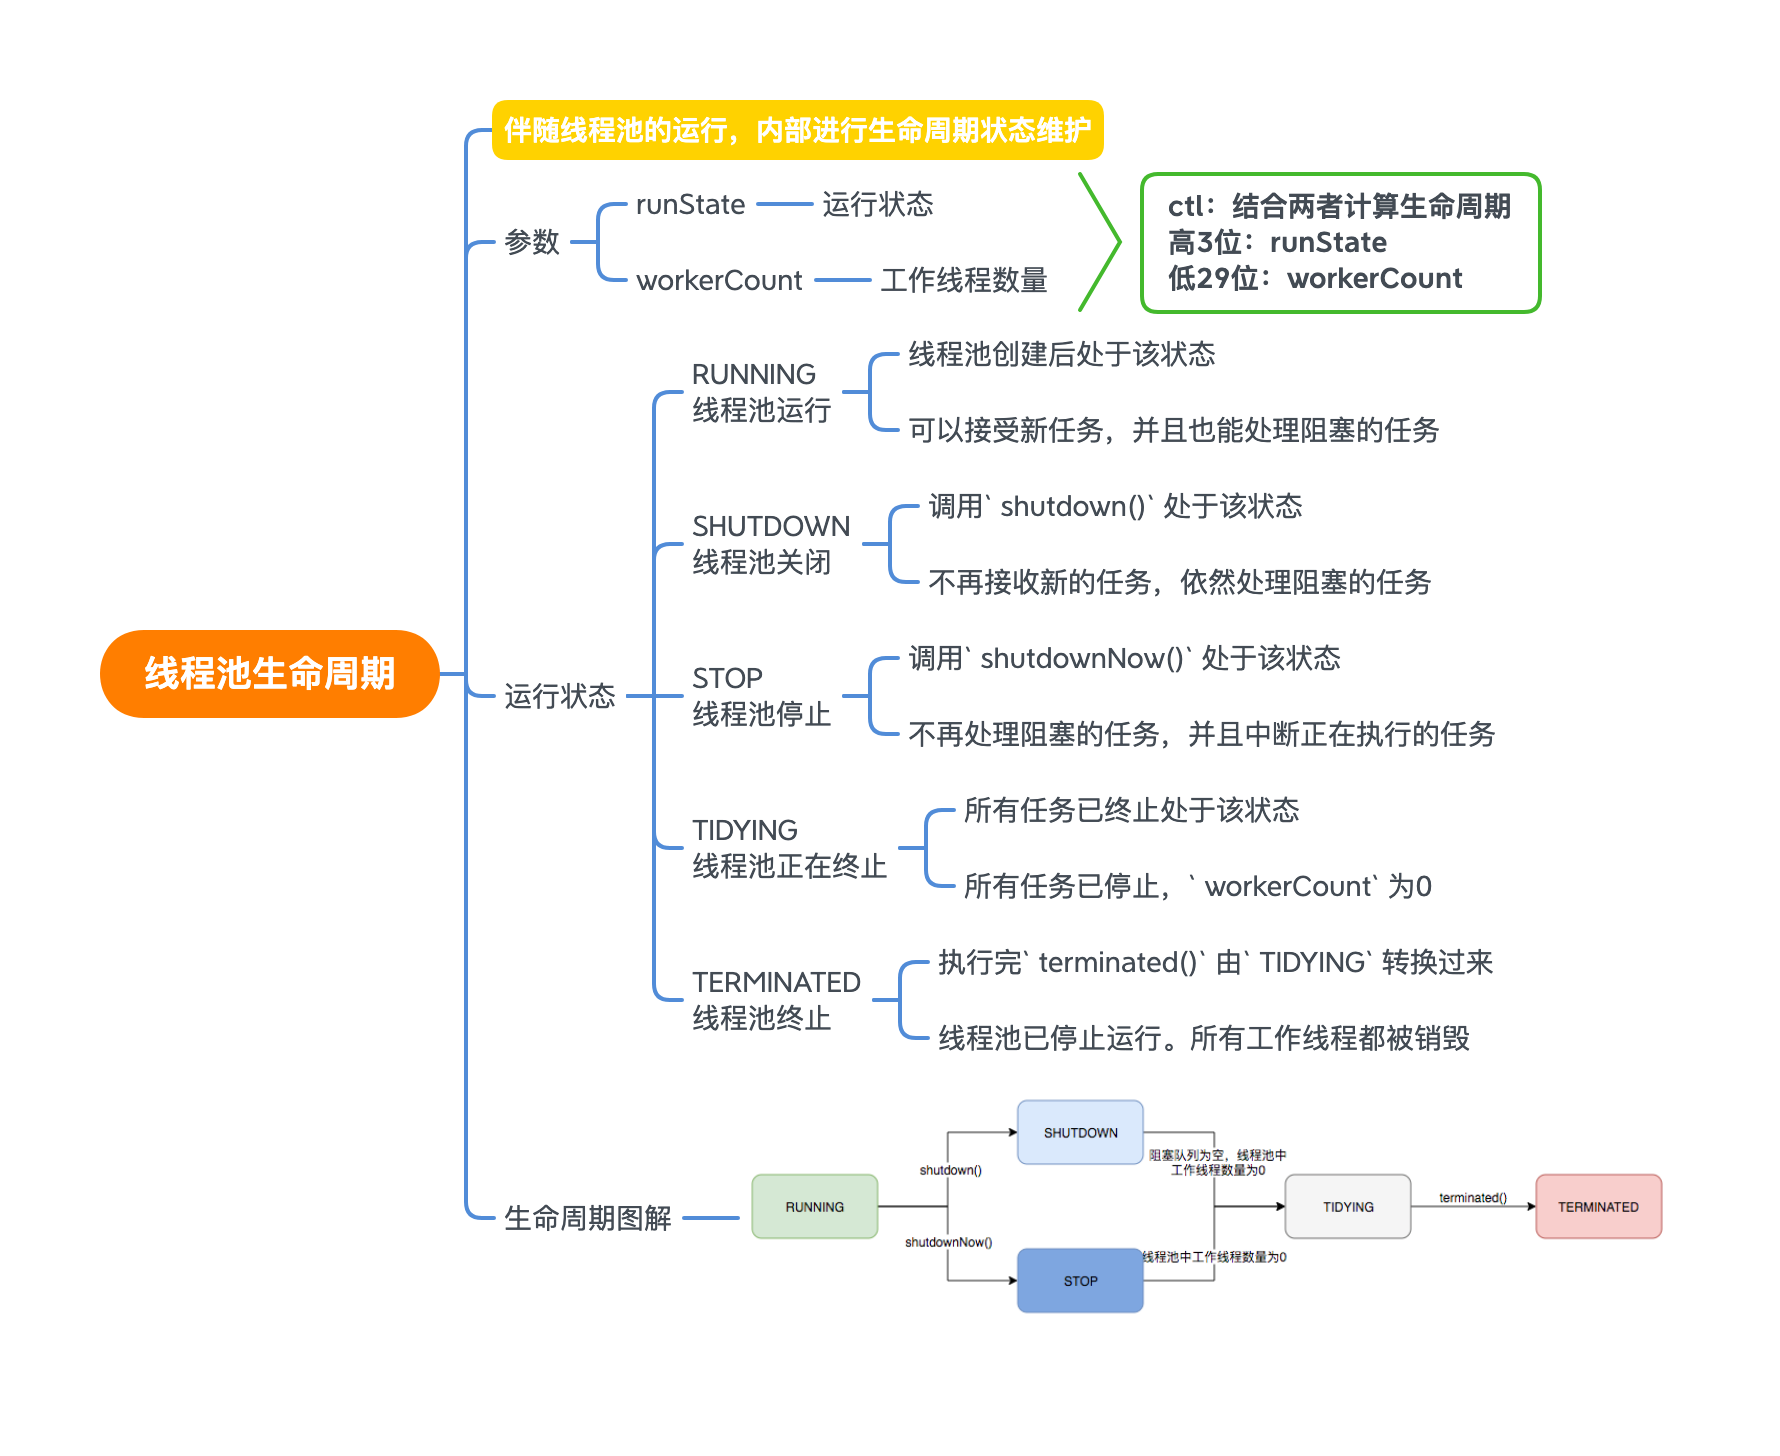 伴随线程池的运行，内部进行生命周期状态维护
参数
runState
运行状态
workerCount
工作线程数量
ctl：结合两者计算生命周期
高3位：runState
低29位：workerCount
线程池生命周期
运行状态
RUNNING
线程池运行
线程池创建后处于该状态
可以接受新任务，并且也能处理阻塞的任务
SHUTDOWN
线程池关闭
调用` shutdown()` 处于该状态
不再接收新的任务，依然处理阻塞的任务
STOP
线程池停止
调用` shutdownNow()` 处于该状态
不再处理阻塞的任务，并且中断正在执行的任务
TIDYING
线程池正在终止
所有任务已终止处于该状态
所有任务已停止，` workerCount` 为0
TERMINATED
线程池终止
执行完` terminated()` 由` TIDYING` 转换过来
线程池已停止运行。所有工作线程都被销毁
生命周期图解
RUNNING
shutdown()
shutdownNow()
SHUTDOWN
STOP
阻塞队列为空，线程池中
工作线程数量为0
线程池中工作线程数量为0
TIDYING
terminated()
TERMINATED